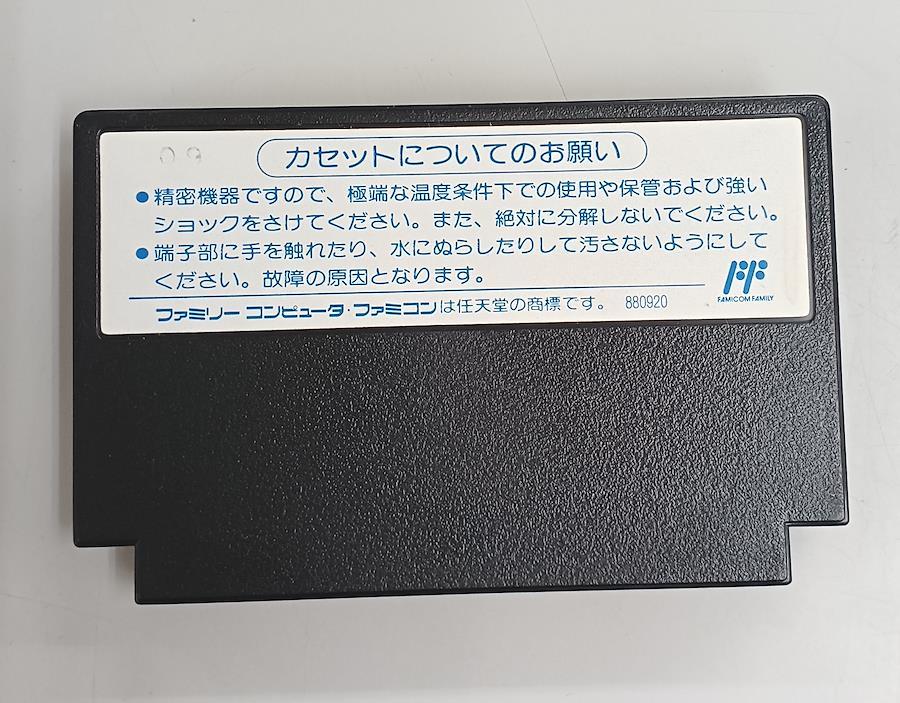 カセットについてのお願い
●精密機器ですので、極端な温度条件下での使用や保管および強い
ショックをさけてください。また、絶対に分解しないでください。
●端子部に手を触れたり、水にぬらしたりして汚さないようにして
ください。故障の原因となります。
FAMICOM FAMILY
ファミリー コンピュータ・ファミコンは任天堂の商標です。 880920